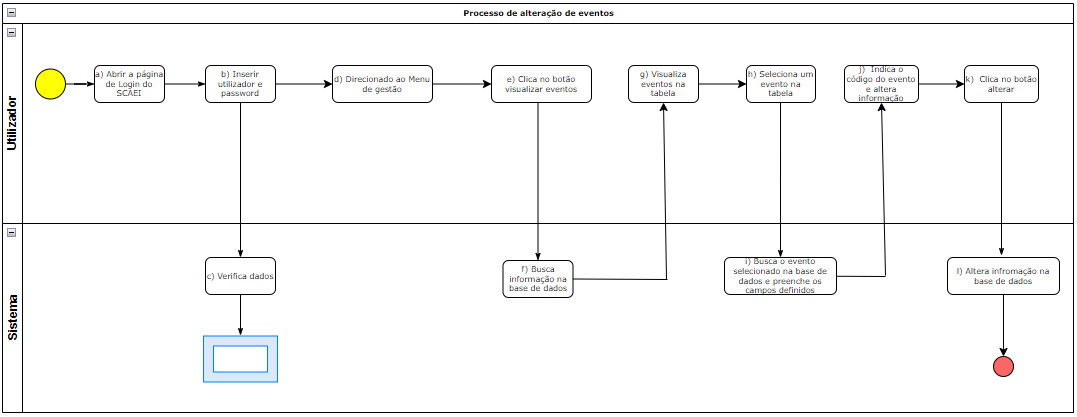 Processo de alteração de eventos
Utilizador
a) Abrir a página
de Login do
SCAEI
b) Inserir
utilizador e
password
d) Direcionado ao Menu
de gestão
e) Clica no botão
visualizar eventos
g) Visualiza
eventos na
tabela
h) Seleciona um
evento na
tabela
j) Indica o
código do evento
e altera
informação
k) Clica no botão
alterar
Sistema
c) Verifica dados
f) Busca
informação na
base de dados
i) Busca o evento
selecionado na base de
dados e preenche os
campos definidos
l) Altera infromação na
base de dados